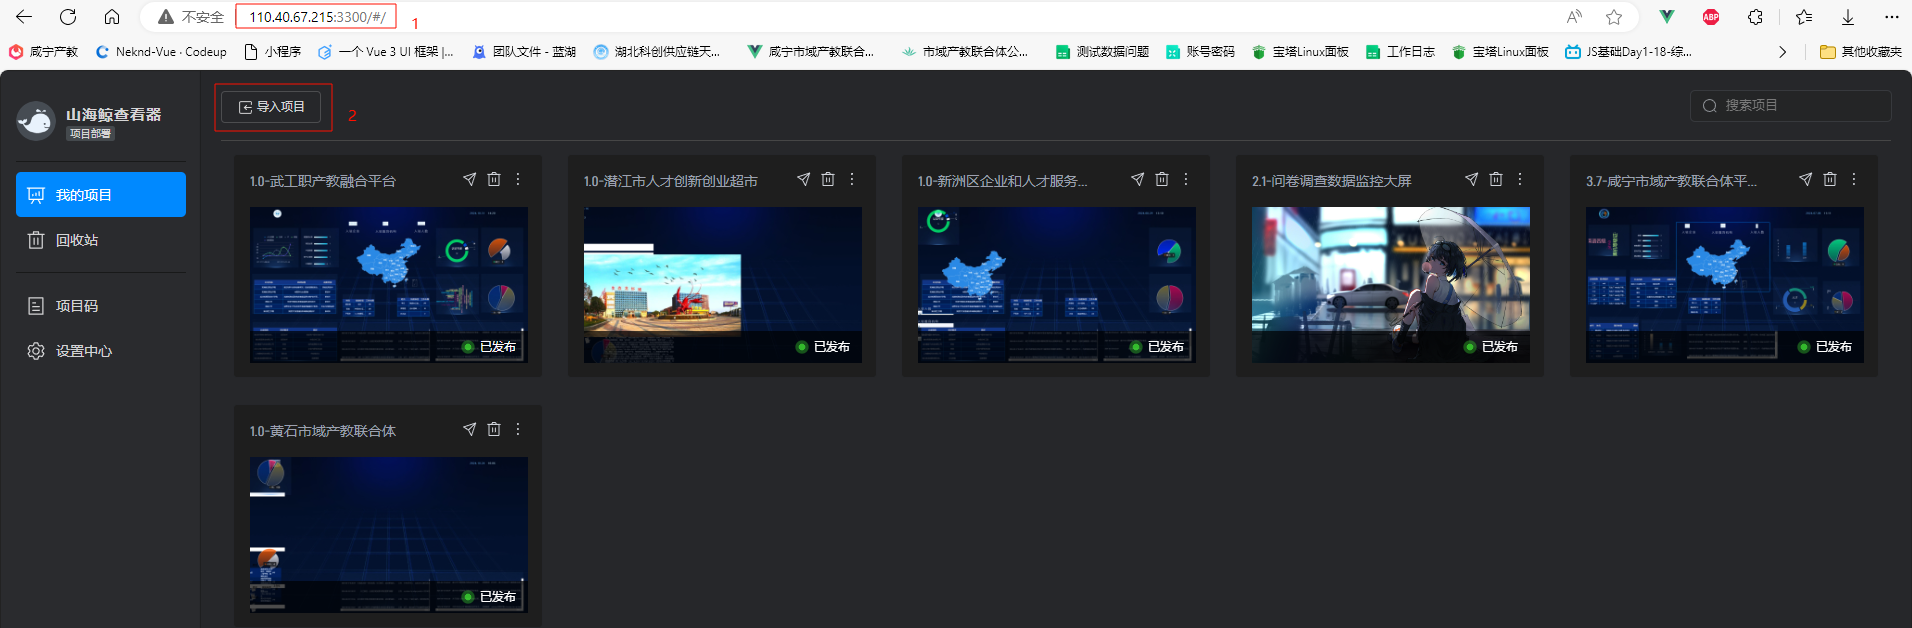 不安全
110.40.67.215:3300/#/
1
咸宁产教
Neknd-Vue · Codeup
小程序
一个 Vue 3 UI 框架 |...
团队文件 - 蓝湖
湖北科创供应链天...
咸宁市域产教联合...
市域产教联合体公...
测试数据问题
账号密码
宝塔Linux面板
工作日志
宝塔Linux面板
JS基础Day1-18-综...
其他收藏夹
山海鲸查看器
项目部署
导入项目
2
搜索项目
我的项目
回收站
项目码
设置中心
1.0-武工职产教融合平台
已发布
1.0-潜江市人才创新创业超市
已发布
1.0-新洲区企业和人才服务...
已发布
2.1-问卷调查数据监控大屏
已发布
3.7-咸宁市域产教联合体平...
已发布
1.0-黄石市域产教联合体
已发布